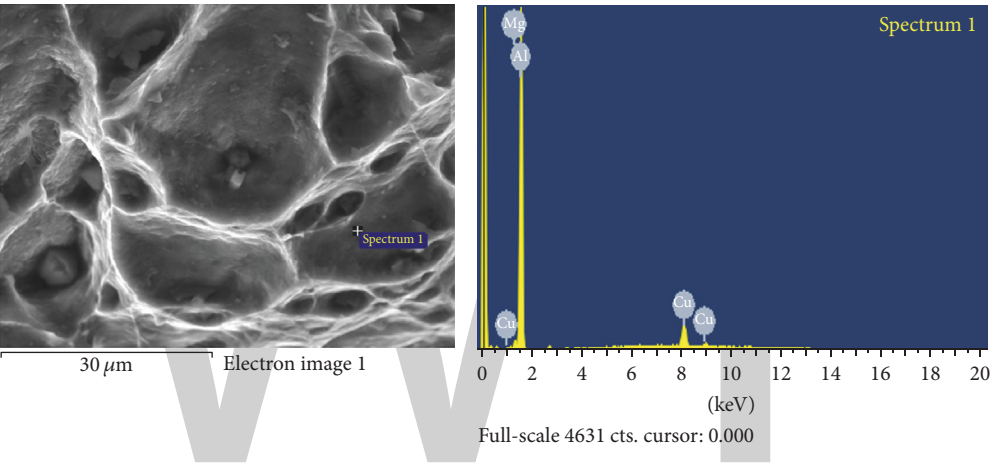 Spectrum 1
30 μm
Electron image 1
Mg
Al
Cu
Cu
Cu
Spectrum 1
0 2 4 6 8 10 12 14 16 18 20
(keV)
Full-scale 4631 cts. cursor: 0.000